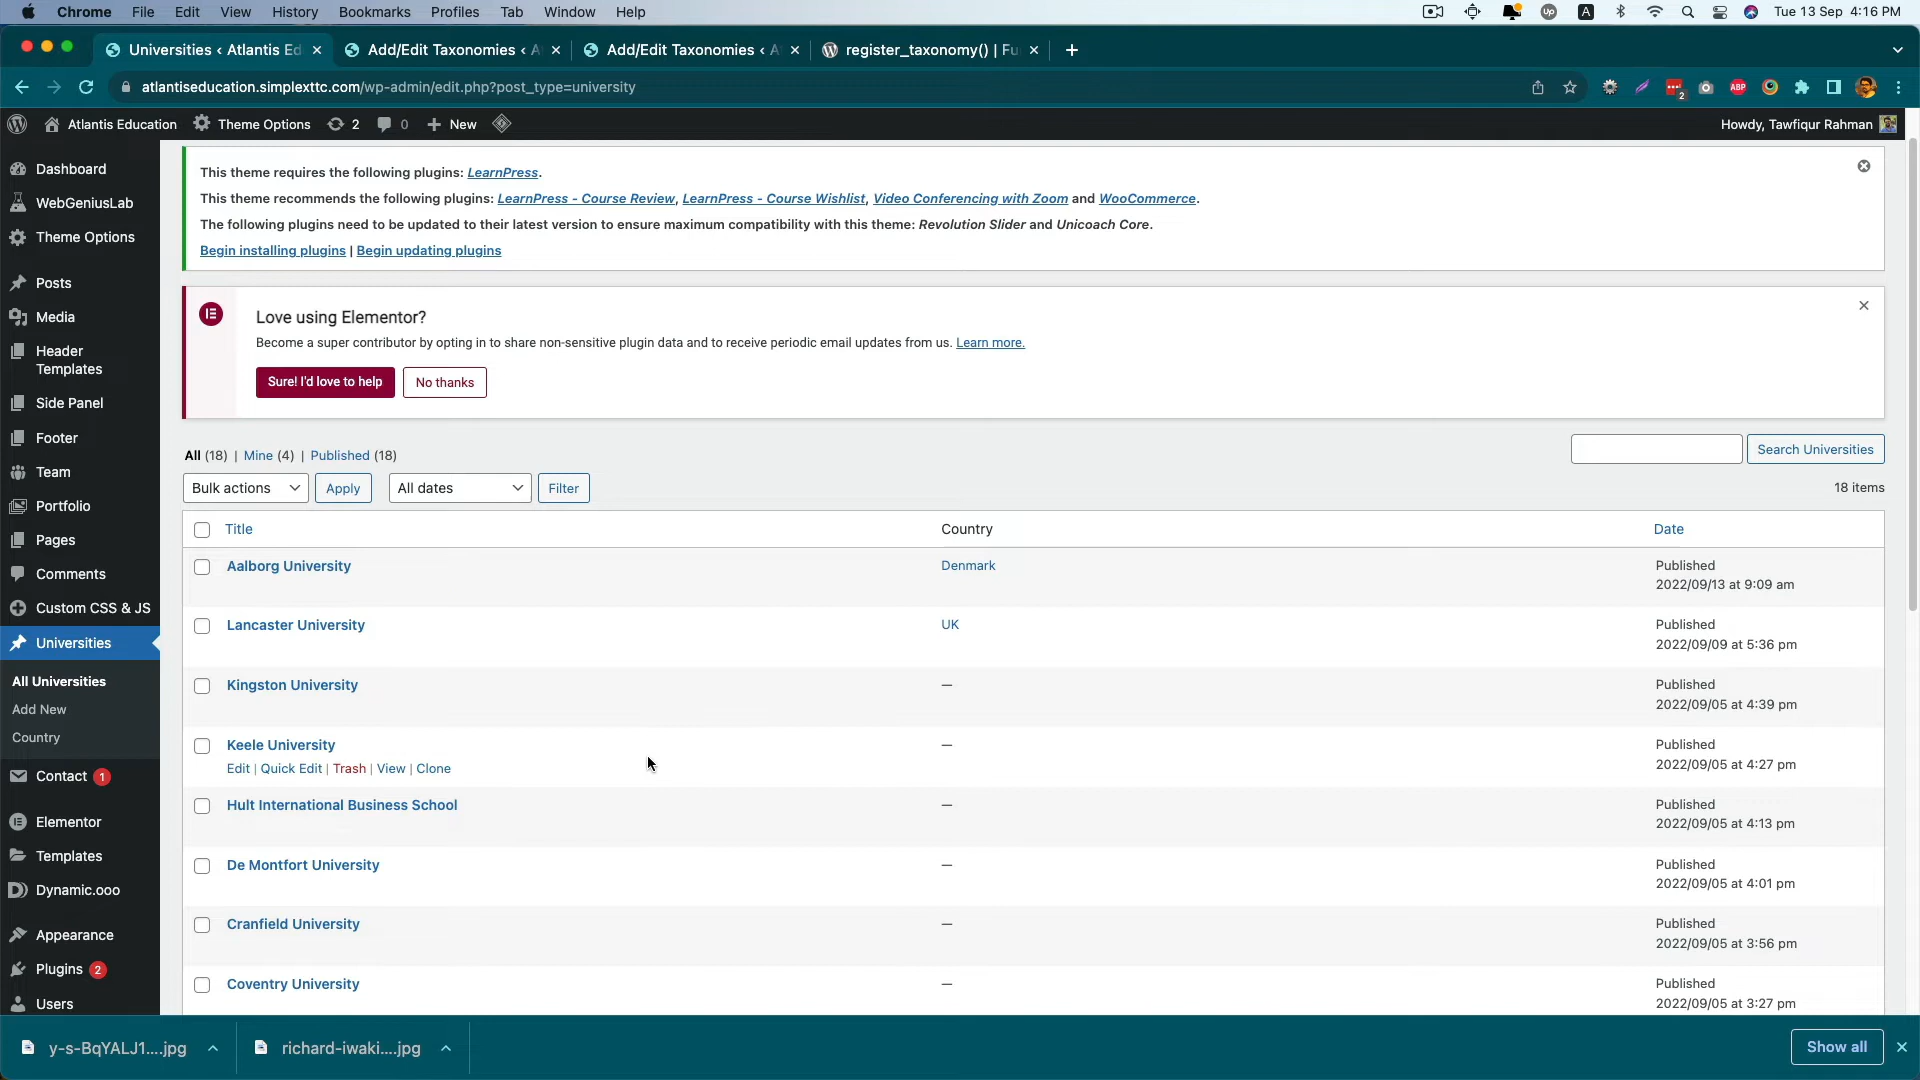 Chrome File Edit View History Bookmarks Profiles Tab Window Help
Tue 13 Sep 4:16 PM
Universities ‹ Atlantis Ed
Add/Edit Taxonomies ‹ A
Add/Edit Taxonomies ‹ A
register_taxonomy() | Fu
atlantiseducation.simplexttc.com/wp-admin/edit.php?post_type=university
2
ABP
Atlantis Education Theme Options 2 0 New
Howdy, Tawfiqur Rahman
Dashboard
WebGeniusLab
Theme Options
Posts
Media
Header
Templates
Side Panel
Footer
Team
Portfolio
Pages
Comments
Custom CSS & JS
Universities
All Universities
Add New
Country
Contact 1
Elementor
Templates
Dynamic.ooo
Appearance
Plugins 2
Users
This theme requires the following plugins: LearnPress.
This theme recommends the following plugins: LearnPress - Course Review, LearnPress - Course Wishlist, Video Conferencing with Zoom and WooCommerce.
The following plugins need to be updated to their latest version to ensure maximum compatibility with this theme: Revolution Slider and Unicoach Core.
Begin installing plugins | Begin updating plugins
Love using Elementor?
Become a super contributor by opting in to share non-sensitive plugin data and to receive periodic email updates from us. Learn more.
Sure! I'd love to help
No thanks
All (18) | Mine (4) | Published (18)
Search Universities
Bulk actions Apply All dates Filter
18 items
Title Country Date
Aalborg University Denmark Published
2022/09/13 at 9:09 am
Lancaster University UK Published
2022/09/09 at 5:36 pm
Kingston University — Published
2022/09/05 at 4:39 pm
Keele University — Published
Edit | Quick Edit | Trash | View | Clone 2022/09/05 at 4:27 pm
Hult International Business School — Published
2022/09/05 at 4:13 pm
De Montfort University — Published
2022/09/05 at 4:01 pm
Cranfield University — Published
2022/09/05 at 3:56 pm
Coventry University — Published
2022/09/05 at 3:27 pm
y-s-BqYALJ1....jpg
richard-iwaki....jpg
Show all